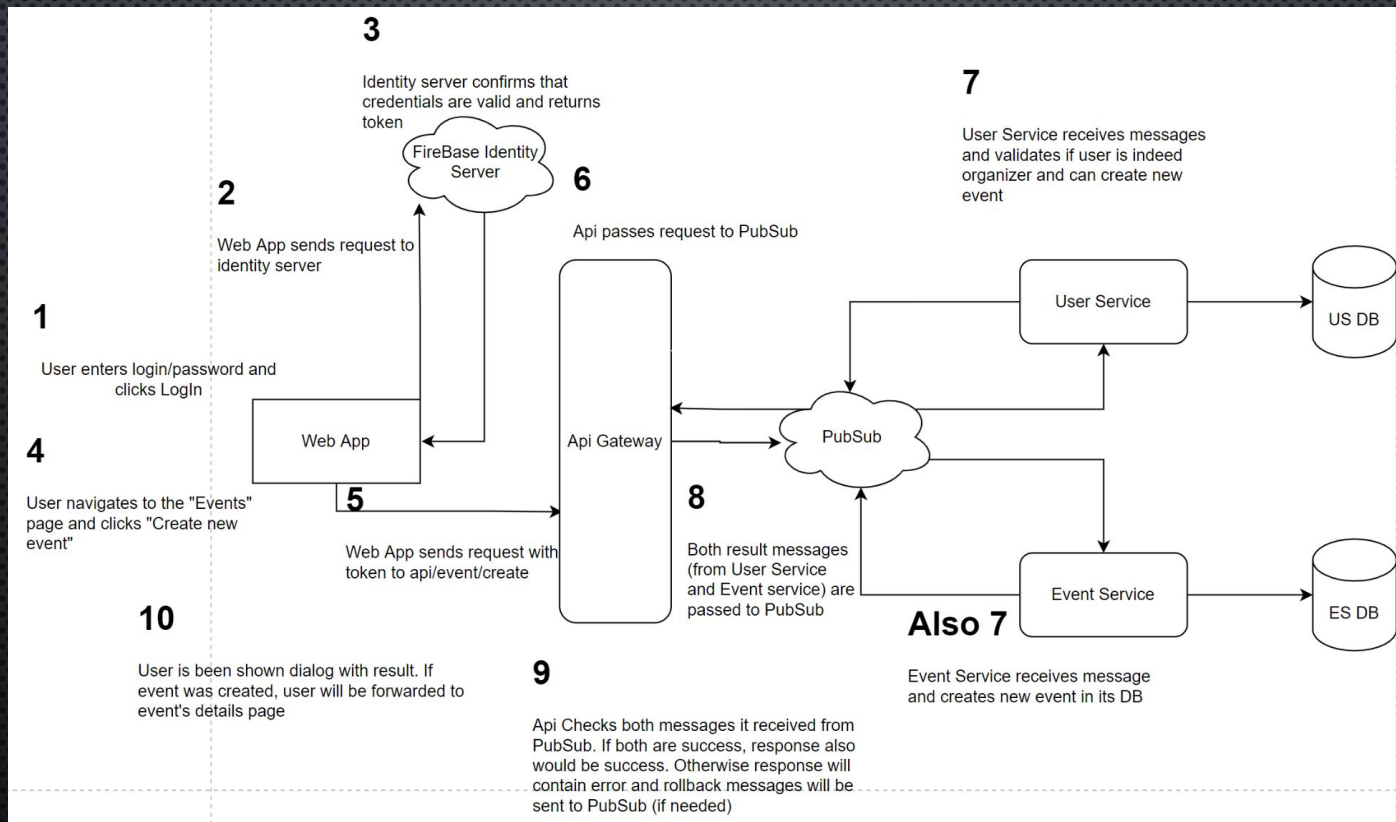 3
Identity server confirms that
credentials are valid and returns
token
FireBase Identity
Server
2
Web App sends request to
identity server
6
Api passes request to PubSub
7
User Service receives messages
and validates if user is indeed
organizer and can create new
event
1
User enters login/password and
clicks LogIn
Web App
4
User navigates to the "Events"
page and clicks "Create new
event"
5
Web App sends request with
token to api/event/create
Api Gateway
PubSub
User Service
US DB
8
Both result messages
(from User Service
and Event service) are
passed to PubSub
Event Service
ES DB
Also 7
Event Service receives message
and creates new event in its DB
10
User is been shown dialog with result. If
event was created, user will be forwarded to
event's details page
9
Api Checks both messages it received from
PubSub. If both are success, response also
would be success. Otherwise response will
contain error and rollback messages will be
sent to PubSub (if needed)